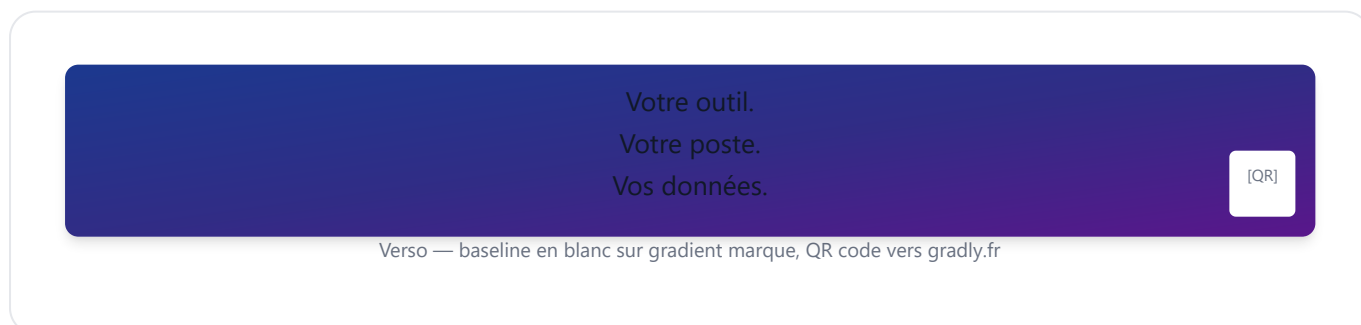 Votre outil.
Votre poste.
Vos données.
[QR]
Verso — baseline en blanc sur gradient marque, QR code vers gradly.fr